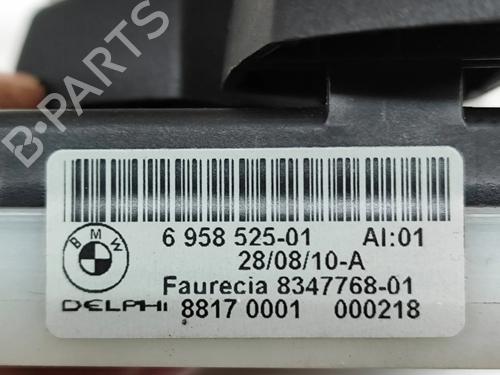 B-PARTS
BMW
6 958 525-01 AI:01
28/08/10-A
Faurecia 8347768-01
DELPHI 8817 0001 000218